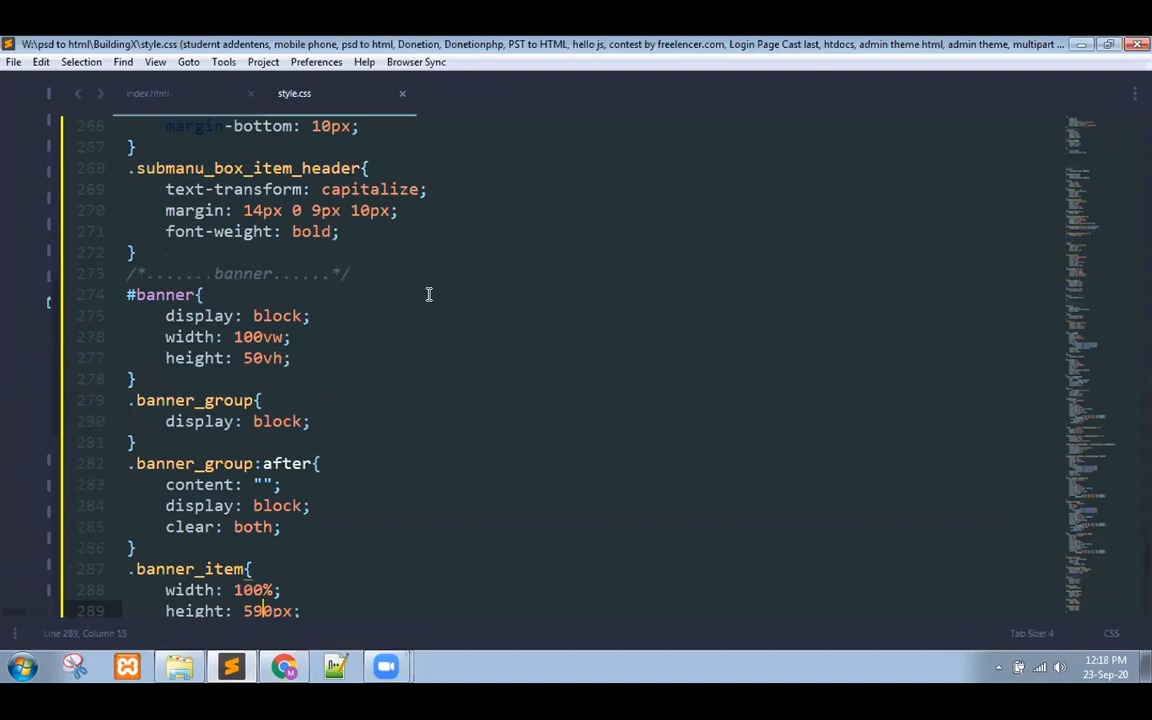 W:\psd to html\BuildingX\style.css (studernt addentens, mobile phone, psd to html, Donetion, Donetionphp, PST to HTML, hello js, contest by freelencer.com, Login Page Cast last, htdocs, admin theme html, admin theme, multipart ...
File Edit Selection Find View Goto Tools Project Preferences Help Browser Sync
index.html style.css
266 margin-bottom: 10px;
267 }
268 .submanu_box_item_header{
269 text-transform: capitalize;
270 margin: 14px 0 9px 10px;
271 font-weight: bold;
272 }
/*.......banner......*/
274 #banner{
275 display: block;
276 width: 100vw;
277 height: 50vh;
278 }
279 .banner_group{
display: block;
281 }
282 .banner_group:after{
283 content: "";
284 display: block;
285 clear: both;
286 }
287 .banner_item{
288 width: 100%;
289 height: 590px;
Line 289, Column 15 Tab Size: 4 CSS
12:18 PM
23-Sep-20